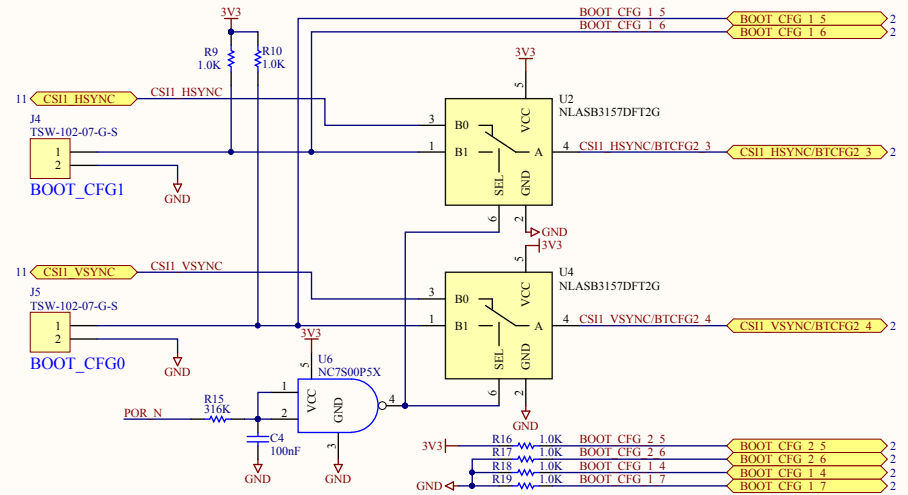 3V3
R9
1.0K
R10
1.0K
BOOT_CFG_1_5
BOOT_CFG_1_5
2
BOOT_CFG_1_6
BOOT_CFG_1_6
2
11
CSI1_HSYNC
CSI1_HSYNC
J4
TSW-102-07-G-S
1
2
BOOT_CFG1
GND
3V3
5
U2
NLASB3157DFT2G
VCC
3
B0
1
B1
A
4
SEL
GND
6
2
GND
CSI1_HSYNC/BTCFG2_3
CSI1_HSYNC/BTCFG2_3
2
11
CSI1_VSYNC
CSI1_VSYNC
J5
TSW-102-07-G-S
1
2
BOOT_CFG0
GND
3V3
5
U4
NLASB3157DFT2G
VCC
3
B0
1
B1
A
4
SEL
GND
6
2
GND
CSI1_VSYNC/BTCFG2_4
CSI1_VSYNC/BTCFG2_4
2
3V3
5
U6
NC7S00P5X
1
2
VCC
GND
4
3
GND
POR_N
R15
316K
C4
100nF
GND
3V3
R16
1.0K
BOOT_CFG_2_5
BOOT_CFG_2_5
2
R17
1.0K
BOOT_CFG_2_6
BOOT_CFG_2_6
2
R18
1.0K
BOOT_CFG_1_4
BOOT_CFG_1_4
2
GND
R19
1.0K
BOOT_CFG_1_7
BOOT_CFG_1_7
2